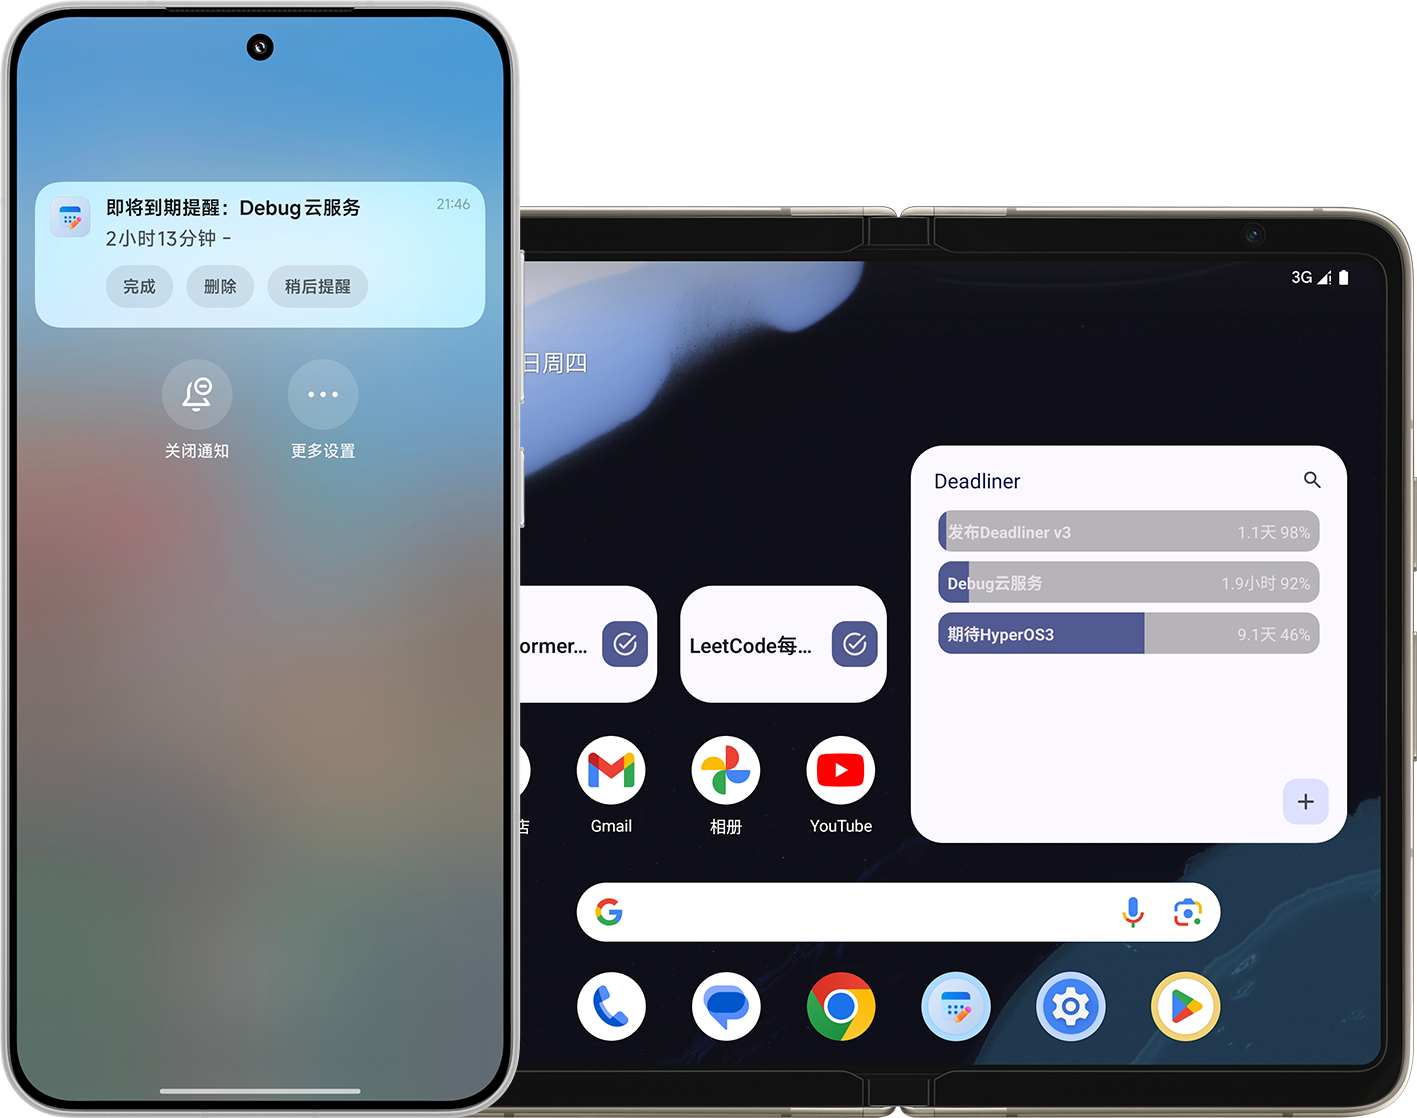 即将到期提醒：Debug云服务
21:46
2小时13分钟 -
完成
删除
稍后提醒
关闭通知
更多设置
3G
日周四
Deadliner
发布Deadliner v3
1.1天 98%
Debug云服务
1.9小时 92%
期待HyperOS3
9.1天 46%
ormer...
LeetCode每...
店
Gmail
相册
YouTube